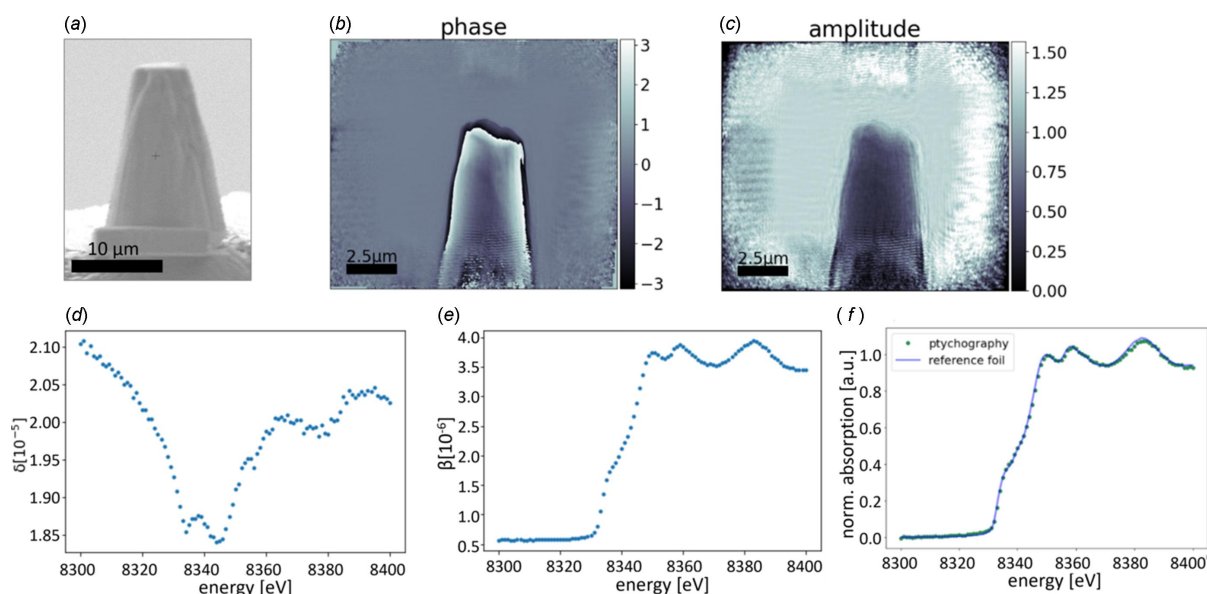 (a)
10 µm
(b)
phase
2.5µm
3
2
1
0
−1
−2
−3
(c)
amplitude
2.5µm
1.50
1.25
1.00
0.75
0.50
0.25
0.00
(d)
δ[10⁻⁵]
2.10
2.05
2.00
1.95
1.90
1.85
8300 8320 8340 8360 8380 8400
energy [eV]
(e)
β[10⁻⁶]
4.0
3.5
3.0
2.5
2.0
1.5
1.0
0.5
8300 8320 8340 8360 8380 8400
energy [eV]
(f)
ptychography
reference foil
norm. absorption [a.u.]
1.0
0.8
0.6
0.4
0.2
0.0
8300 8320 8340 8360 8380 8400
energy [eV]